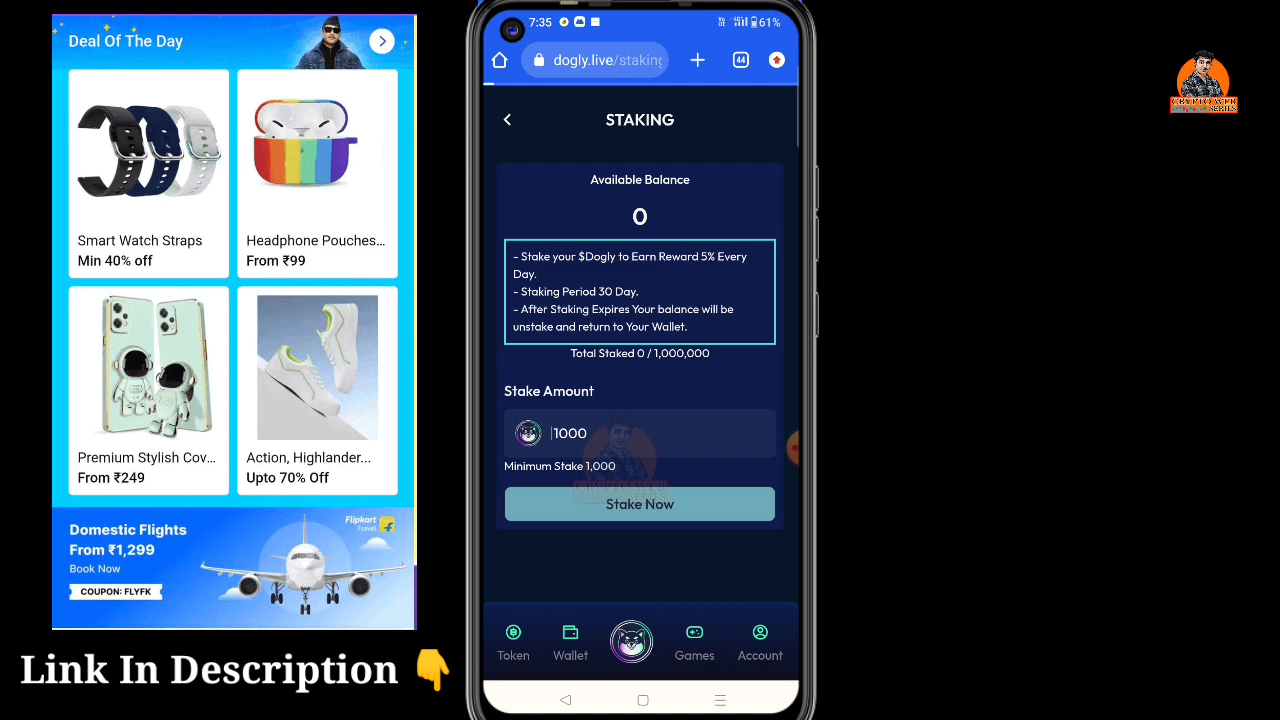 Deal Of The Day
Smart Watch Straps
Min 40% off
Headphone Pouches...
From ₹99
Premium Stylish Cov...
From ₹249
Action, Highlander...
Upto 70% Off
Domestic Flights
From ₹1,299
Book Now
COUPON: FLYFK
Flipkart
Travel
Link In Description 👇
7:35
61%
dogly.live/staking
44
STAKING
Available Balance
0
- Stake your $Dogly to Earn Reward 5% Every
Day.
- Staking Period 30 Day.
- After Staking Expires Your balance will be
unstake and return to Your Wallet.
Total Staked 0 / 1,000,000
Stake Amount
1000
Minimum Stake 1,000
Stake Now
Token
Wallet
Games
Account
CRYPTO WEB
SERIES